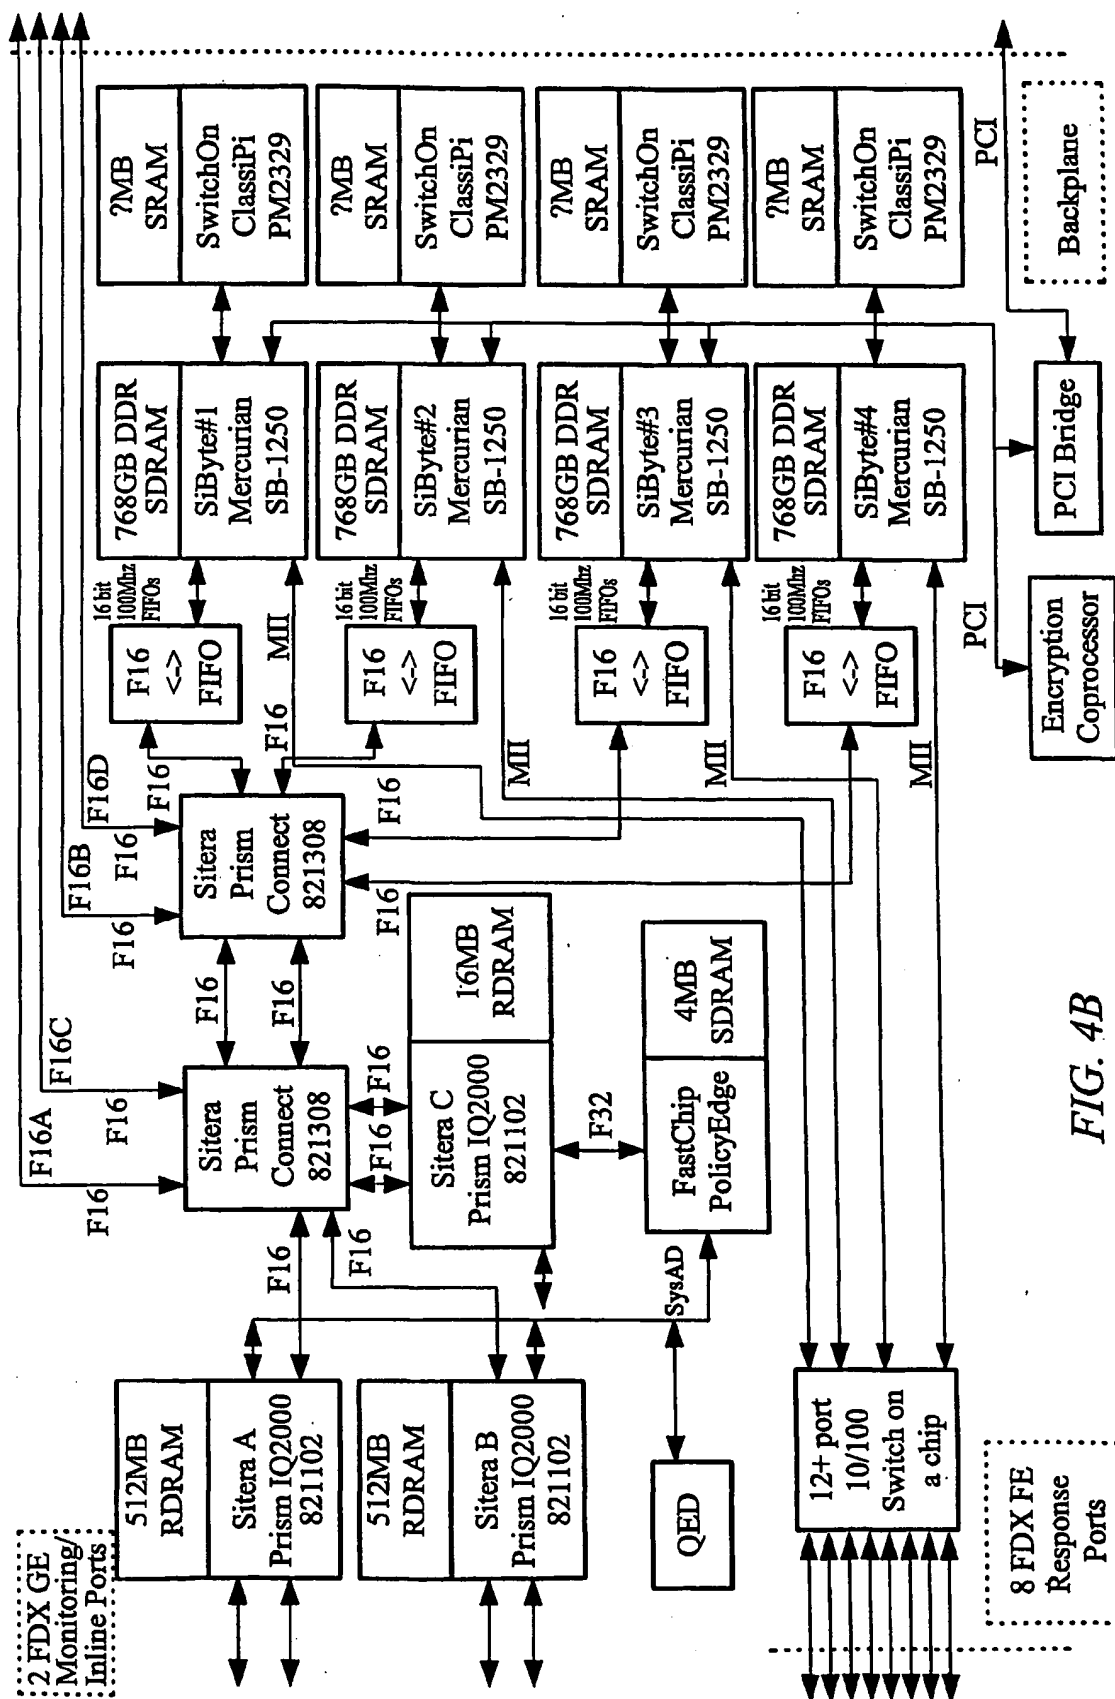 2 FDX GE
Monitoring/
Inline Ports
512MB
RDRAM
Sitera A
Prism IQ2000
821102
512MB
RDRAM
Sitera B
Prism IQ2000
821102
QED
SysAD
12+ port
10/100
Switch on
a chip
8 FDX FE
Response
Ports
F16A
F16
F16C
F16
F16B
F16
F16D
F16
Sitera
Prism
Connect
821308
F16
F16
F16
F16
F16
F16
Sitera C
Prism IQ2000
821102
16MB
RDRAM
F32
FastChip
PolicyEdge
4MB
SDRAM
Sitera
Prism
Connect
821308
F16
F16
F16
F16
F16
<->
FIFO
16 bit
100Mhz
FIFOs
MII
F16
<->
FIFO
16 bit
100Mhz
FIFOs
MII
F16
<->
FIFO
16 bit
100Mhz
FIFOs
MII
F16
<->
FIFO
16 bit
100Mhz
FIFOs
MII
768GB DDR
SDRAM
SiByte#1
Mercurian
SB-1250
768GB DDR
SDRAM
SiByte#2
Mercurian
SB-1250
768GB DDR
SDRAM
SiByte#3
Mercurian
SB-1250
768GB DDR
SDRAM
SiByte#4
Mercurian
SB-1250
?MB
SRAM
SwitchOn
ClassiPi
PM2329
?MB
SRAM
SwitchOn
ClassiPi
PM2329
?MB
SRAM
SwitchOn
ClassiPi
PM2329
?MB
SRAM
SwitchOn
ClassiPi
PM2329
PCI
Encryption
Coprocessor
PCI Bridge
PCI
Backplane
FIG. 4B